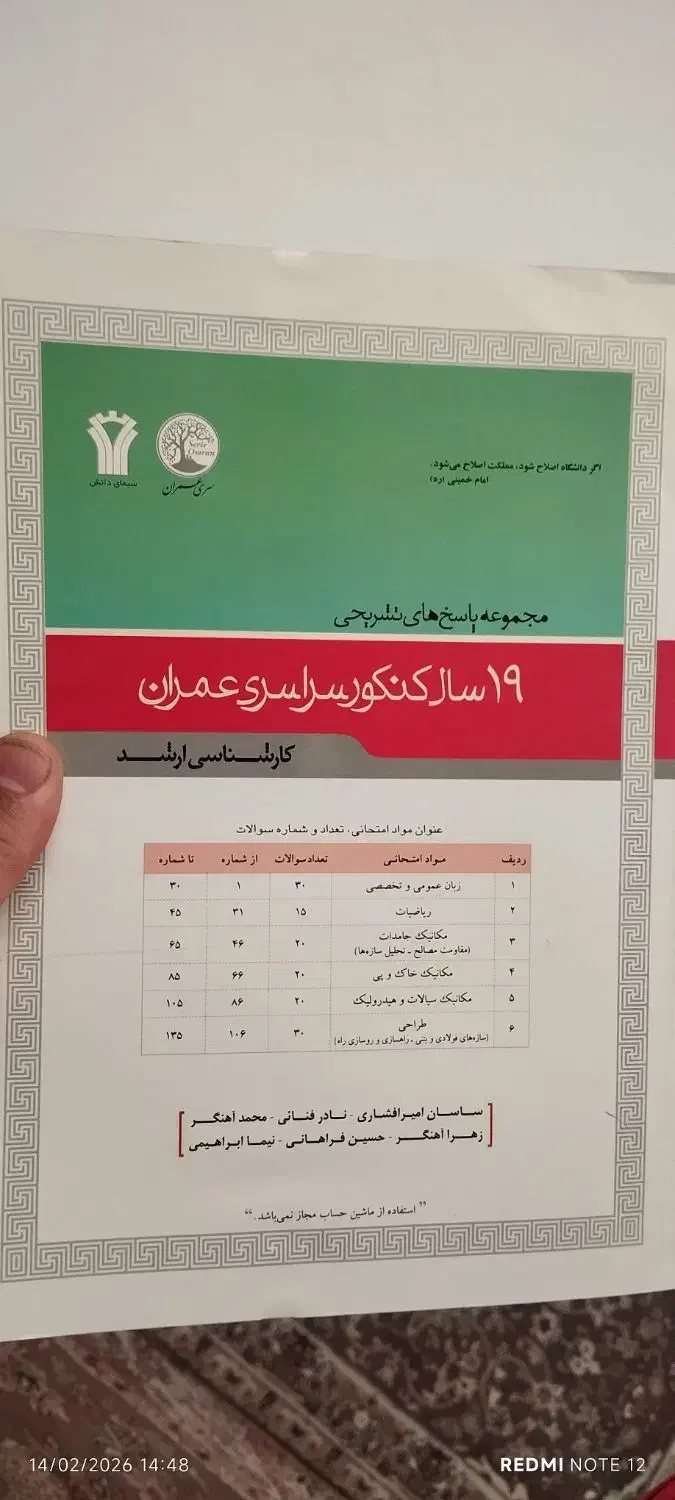 اگر دانشگاه اصلاح شود، مملکت اصلاح می‌شود.
امام خمینی (ره)
Serie
Omran
سری عمران
سیمای دانش
مجموعه پاسخ‌های تشریحی
۱۹ سال کنکور سراسری عمران
کارشناسی ارشد
عنوان مواد امتحانی، تعداد و شماره سوالات
ردیف مواد امتحانی تعداد سوالات از شماره تا شماره
۱ زبان عمومی و تخصصی ۳۰ ۱ ۳۰
۲ ریاضیات ۱۵ ۳۱ ۴۵
۳ مکانیک جامدات (مقاومت مصالح ـ تحلیل سازه‌ها) ۲۰ ۴۶ ۶۵
۴ مکانیک خاک و پی ۲۰ ۶۶ ۸۵
۵ مکانیک سیالات و هیدرولیک ۲۰ ۸۶ ۱۰۵
۶ طراحی (سازه‌های فولادی و بتنی ـ راهسازی و روسازی راه) ۳۰ ۱۰۶ ۱۳۵
ساسان امیرافشاری - نادر فنائی - محمد آهنگر
زهرا آهنگر - حسین فراهانی - نیما ابراهیمی
"استفاده از ماشین حساب مجاز نمی‌باشد."
14/02/2026 14:48
REDMI NOTE 12